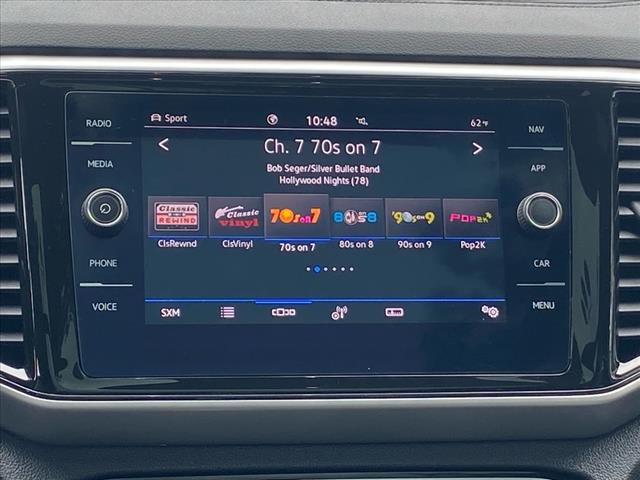 RADIO
MEDIA
PHONE
VOICE
Sport
10:48
62°F
Ch. 7 70s on 7
Bob Seger/Silver Bullet Band
Hollywood Nights (78)
Classic REWIND
Classic vinyl
70s on 7
80s on 8
'90s on 9
POP2K
ClsRewnd
ClsVinyl
70s on 7
80s on 8
90s on 9
Pop2K
SXM
NAV
APP
CAR
MENU